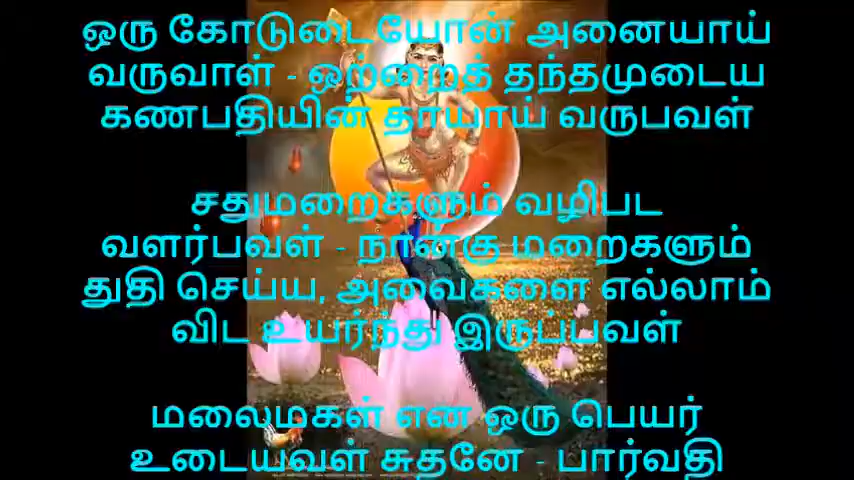 ஒரு கோடுடையோன் அனையாய்
வருவாள் - ஒற்றைத் தந்தமுடைய
கணபதியின் தாயாய் வருபவள்
சதுமறைகளும் வழிபட
வளர்பவள் - நான்கு மறைகளும்
துதி செய்ய, அவைகளை எல்லாம்
விட உயர்ந்து இருப்பவள்
மலைமகள் என ஒரு பெயர்
உடையவள் சுதனே - பார்வதி